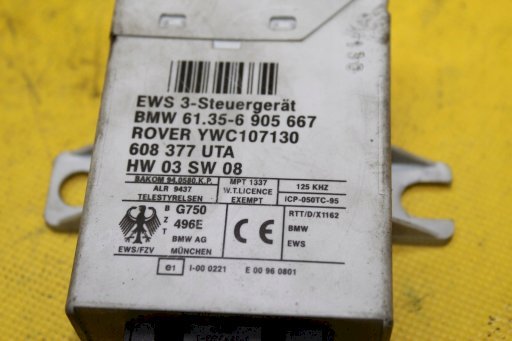 EWS 3-Steuergerät
BMW 61.35-6 905 667
ROVER YWC107130
608 377 UTA
HW 03 SW 08
BAKOM 94.0580.K.P.
ALR 9437
TELESTYRELSEN
MPT 1337
W.T.LICENCE
EXEMPT
125 KHZ
ICP-050TC-95
EWS/FZV
B
Z
T
G750
496E
BMW AG
MÜNCHEN
CE
RTT/D/X1162
BMW
EWS
e1 I-00 0221 E 00 96 0801